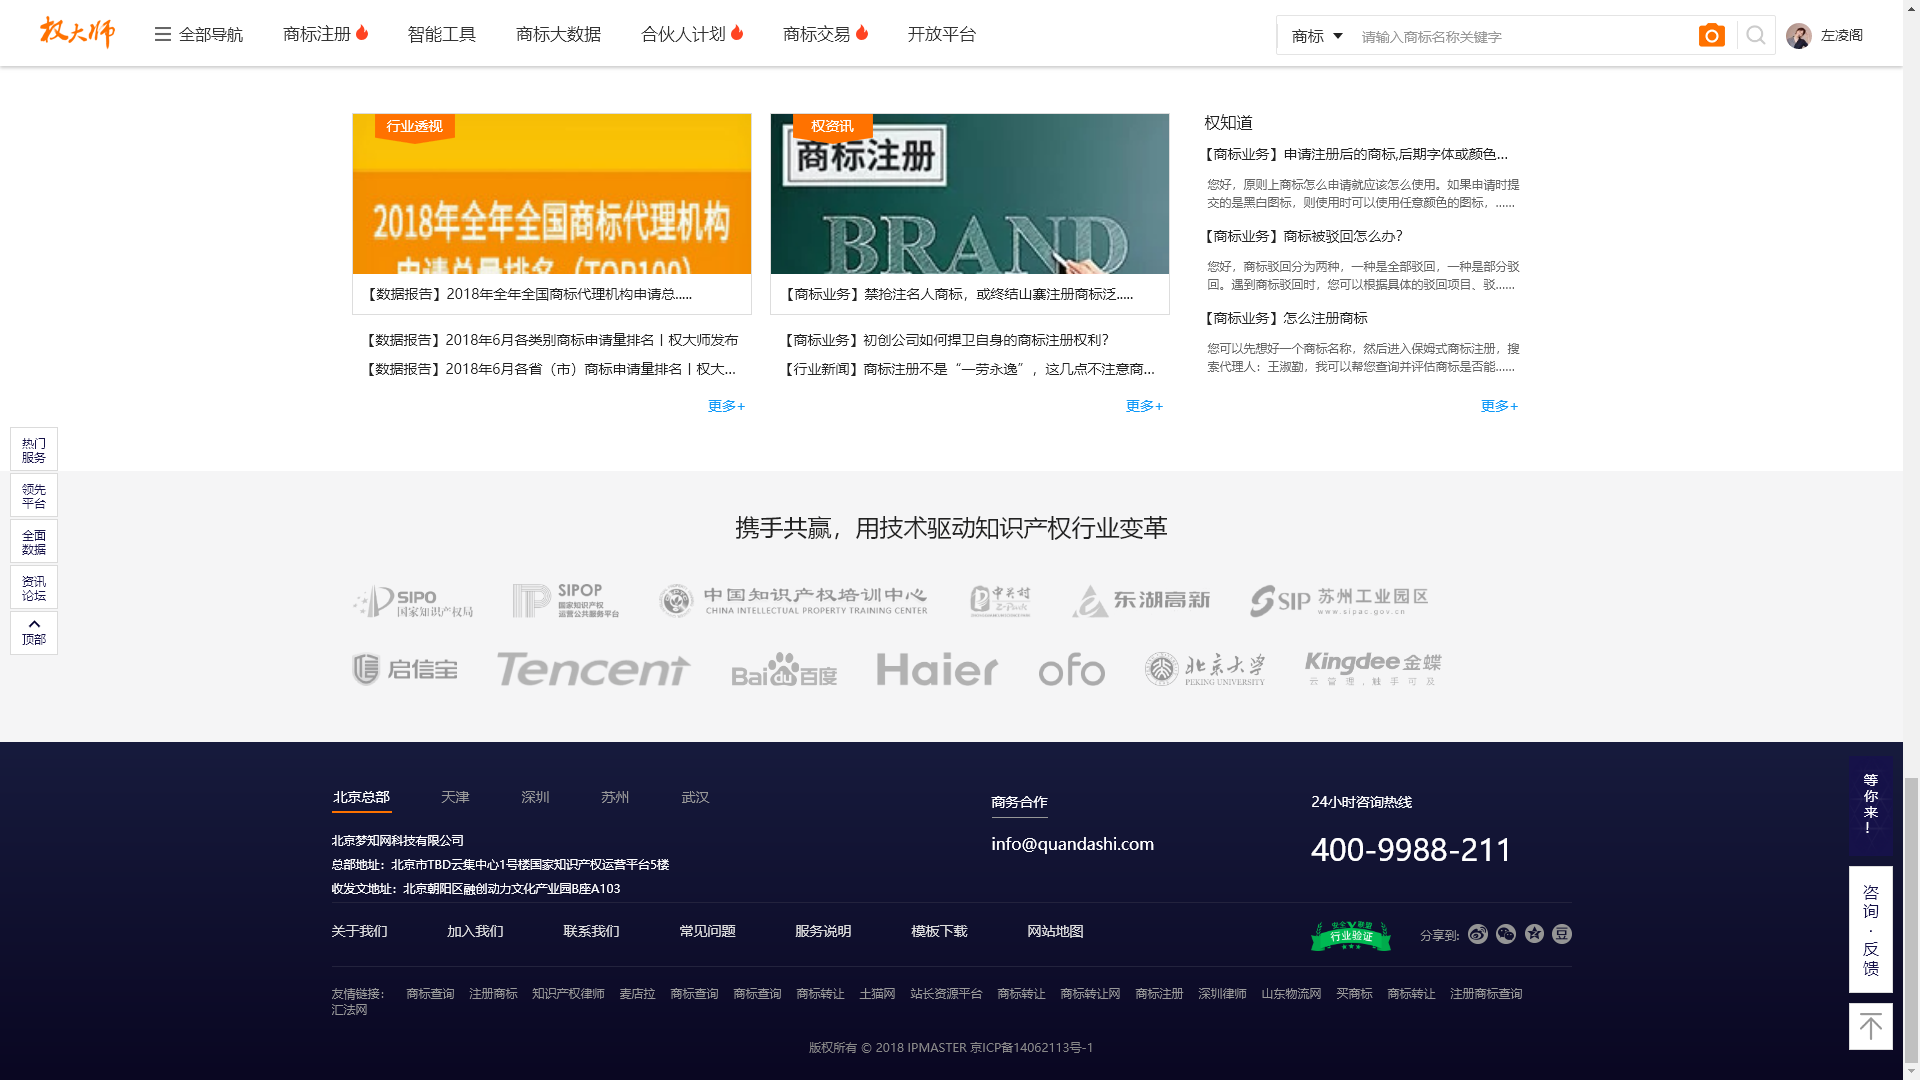 权大师
全部导航
商标注册
智能工具
商标大数据
合伙人计划
商标交易
开放平台
商标
请输入商标名称关键字
左凌阁
行业透视
2018年全年全国商标代理机构
申请总量排名（TOP100）
【数据报告】2018年全年全国商标代理机构申请总.....
【数据报告】2018年6月各类别商标申请量排名丨权大师发布
【数据报告】2018年6月各省（市）商标申请量排名丨权大...
更多+
权资讯
商标注册
BRAND
【商标业务】禁抢注名人商标，或终结山寨注册商标泛.....
【商标业务】初创公司如何捍卫自身的商标注册权利？
【行业新闻】商标注册不是“一劳永逸”，这几点不注意商...
更多+
权知道
【商标业务】申请注册后的商标,后期字体或颜色...
您好，原则上商标怎么申请就应该怎么使用。如果申请时提
交的是黑白图标，则使用时可以使用任意颜色的图标，......
【商标业务】商标被驳回怎么办?
您好，商标驳回分为两种，一种是全部驳回，一种是部分驳
回。遇到商标驳回时，您可以根据具体的驳回项目、驳......
【商标业务】怎么注册商标
您可以先想好一个商标名称，然后进入保姆式商标注册，搜
索代理人：王淑勤，我可以帮您查询并评估商标是否能......
更多+
热门
服务
领先
平台
全面
数据
资讯
论坛
顶部
携手共赢，用技术驱动知识产权行业变革
SIPO
国家知识产权局
SIPOP
国家知识产权
运营公共服务平台
中国知识产权培训中心
CHINA INTELLECTUAL PROPERTY TRAINING CENTER
中关村
Z-Park
东湖高新
SIP 苏州工业园区
www.sipac.gov.cn
启信宝
Tencent
Baidu百度
Haier
ofo
北京大学
PEKING UNIVERSITY
Kingdee金蝶
云管理，触手可及
北京总部
天津
深圳
苏州
武汉
北京梦知网科技有限公司
总部地址：北京市TBD云集中心1号楼国家知识产权运营平台5楼
收发文地址：北京朝阳区融创动力文化产业园B座A103
商务合作
info@quandashi.com
24小时咨询热线
400-9988-211
关于我们
加入我们
联系我们
常见问题
服务说明
模板下载
网站地图
安全联盟
行业验证
分享到:
友情链接： 商标查询 注册商标 知识产权律师 麦店拉 商标查询 商标查询 商标转让 土猫网 站长资源平台 商标转让 商标转让网 商标注册 深圳律师 山东物流网 买商标 商标转让 注册商标查询
汇法网
版权所有 © 2018 IPMASTER 京ICP备14062113号-1
等你来！
咨询·反馈